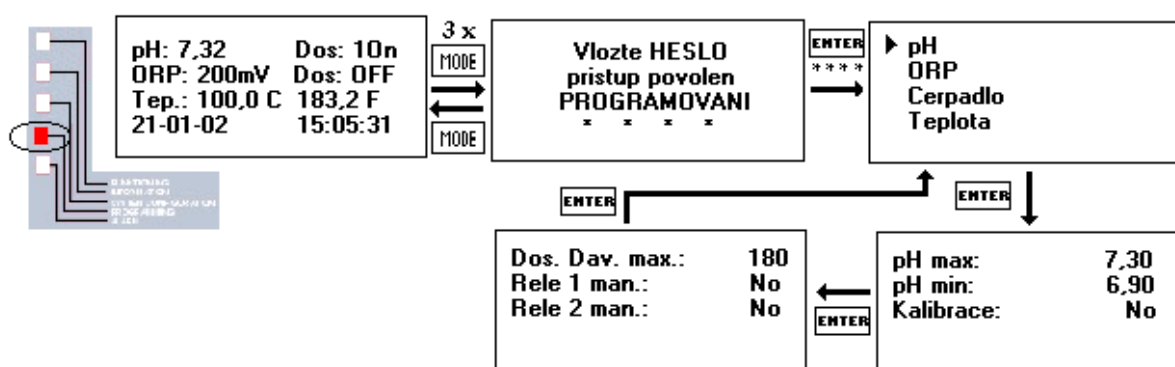 pH: 7,32 Dos: 1On
ORP: 200mV Dos: OFF
Tep.: 100,0 C 183,2 F
21-01-02 15:05:31
3 x
MODE
MODE
Vlozte HESLO
pristup povolen
PROGRAMOVANI
* * * *
ENTER
* * * *
pH
ORP
Cerpadlo
Teplota
ENTER
pH max: 7,30
pH min: 6,90
Kalibrace: No
ENTER
Dos. Dav. max.: 180
Rele 1 man.: No
Rele 2 man.: No
ENTER
PROGRAMMING